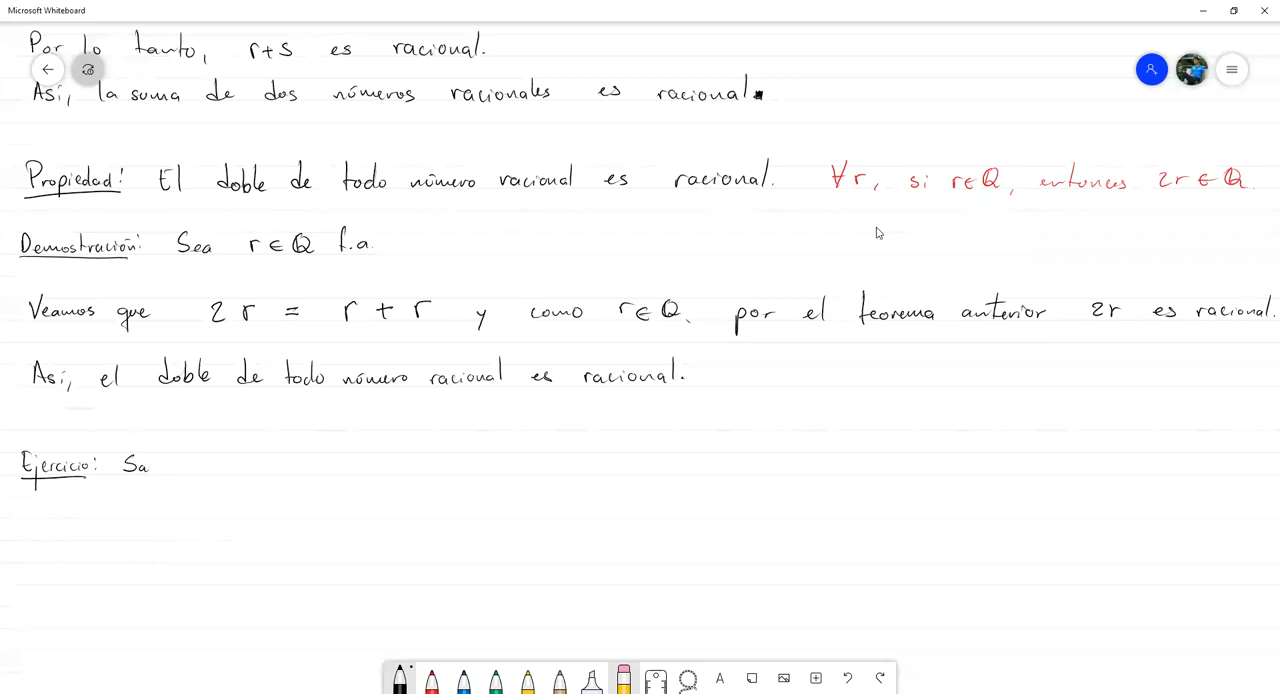 Microsoft Whiteboard
Por lo tanto, r+s es racional.
Así, la suma de dos números racionales es racional.
Propiedad: El doble de todo número racional es racional. ∀r, si r∈ℚ, entonces 2r∈ℚ.
Demostración: Sea r∈ℚ f.a.
Veamos que 2r = r + r y como r∈ℚ, por el teorema anterior 2r es racional.
Así, el doble de todo número racional es racional.
Ejercicio: Sa
A